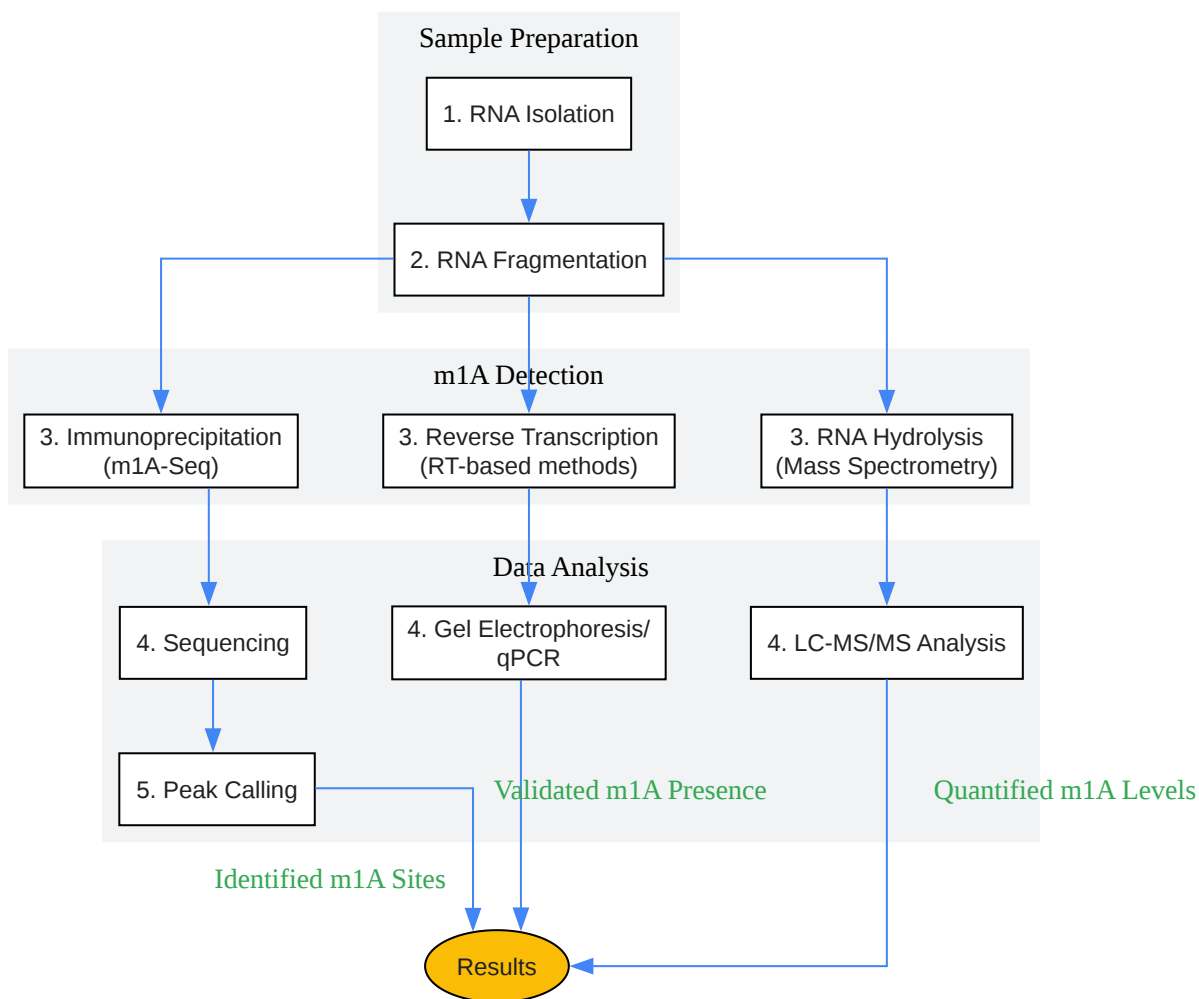 Sample Preparation
1. RNA Isolation
2. RNA Fragmentation
m1A Detection
3. Immunoprecipitation
(m1A-Seq)
3. Reverse Transcription
(RT-based methods)
3. RNA Hydrolysis
(Mass Spectrometry)
Data Analysis
4. Sequencing
4. Gel Electrophoresis/
qPCR
4. LC-MS/MS Analysis
5. Peak Calling
Validated m1A Presence
Quantified m1A Levels
Identified m1A Sites
Results